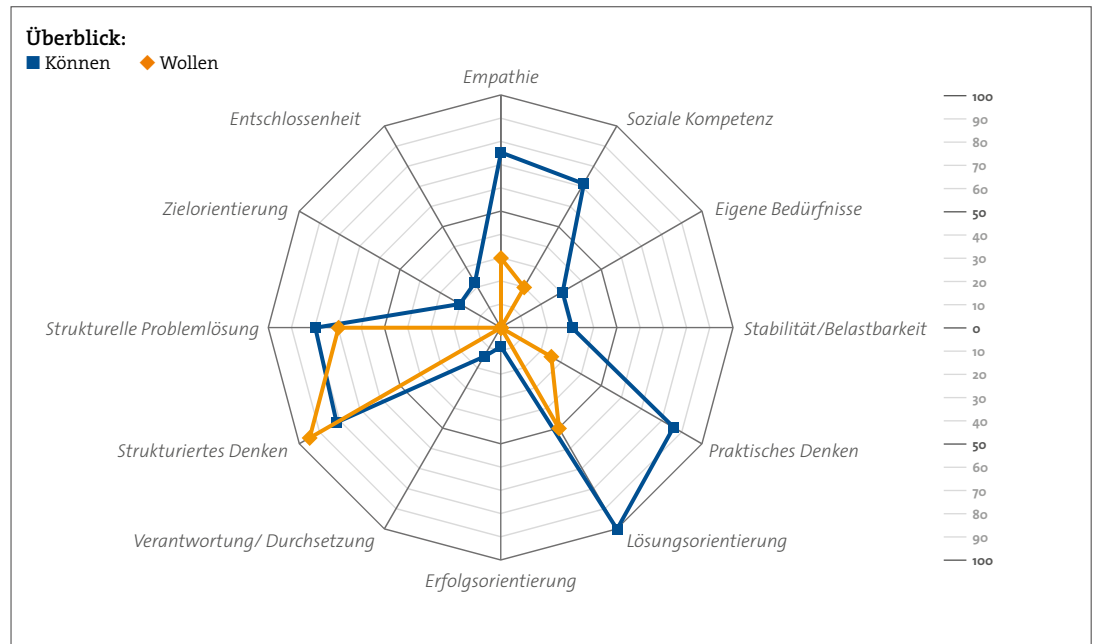 Überblick:
Können Wollen
Empathie
Entschlossenheit
Soziale Kompetenz
Zielorientierung
Eigene Bedürfnisse
Strukturelle Problemlösung
Stabilität/Belastbarkeit
Strukturiertes Denken
Praktisches Denken
Verantwortung/ Durchsetzung
Lösungsorientierung
Erfolgsorientierung
100
90
80
70
60
50
40
30
20
10
0
10
20
30
40
50
60
70
80
90
100